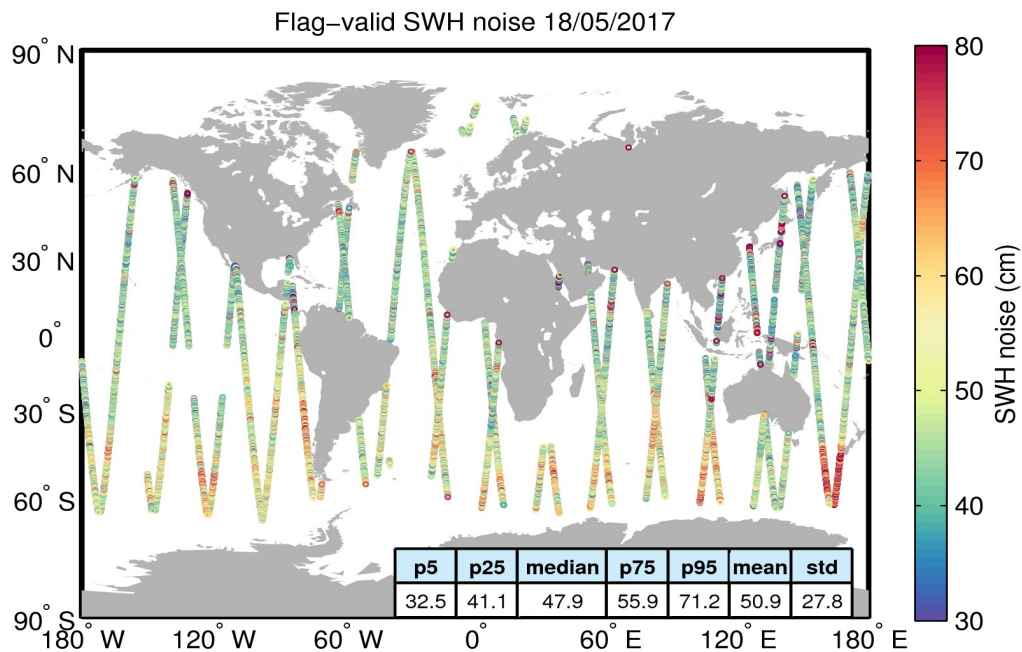 Flag–valid SWH noise 18/05/2017
90° N
60° N
30° N
0°
30° S
60° S
90° S
180° W
120° W
60° W
0°
60° E
120° E
180° E
p5 p25 median p75 p95 mean std
32.5 41.1 47.9 55.9 71.2 50.9 27.8
80
70
60
50
40
30
SWH noise (cm)